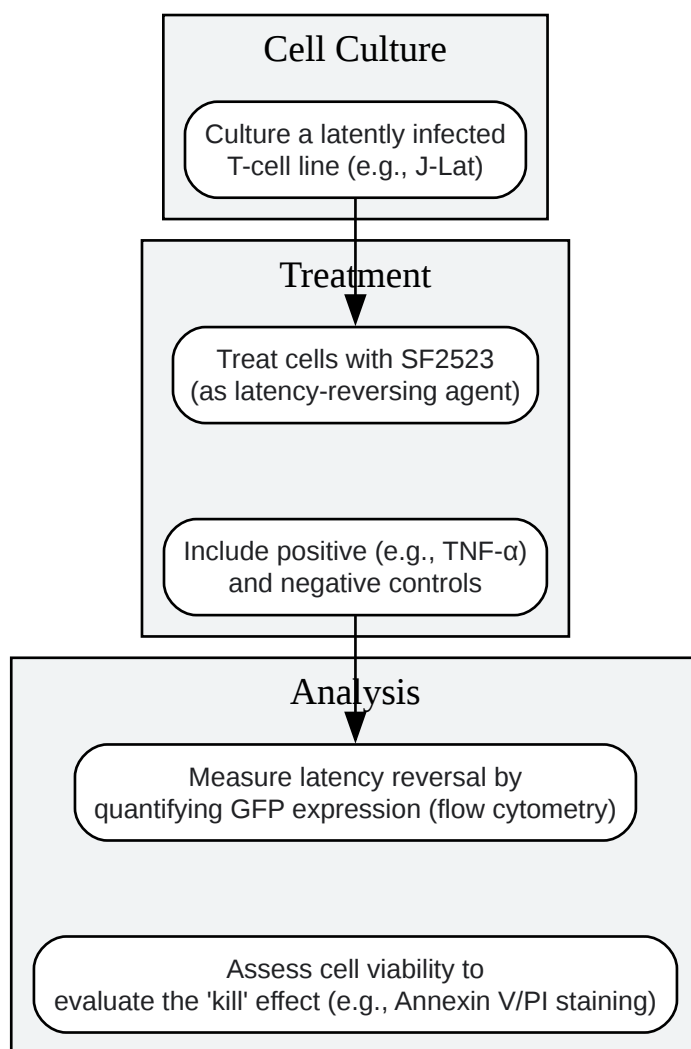 Cell Culture
Culture a latently infected
T-cell line (e.g., J-Lat)
Treatment
Treat cells with SF2523
(as latency-reversing agent)
Include positive (e.g., TNF-α)
and negative controls
Analysis
Measure latency reversal by
quantifying GFP expression (flow cytometry)
Assess cell viability to
evaluate the 'kill' effect (e.g., Annexin V/PI staining)